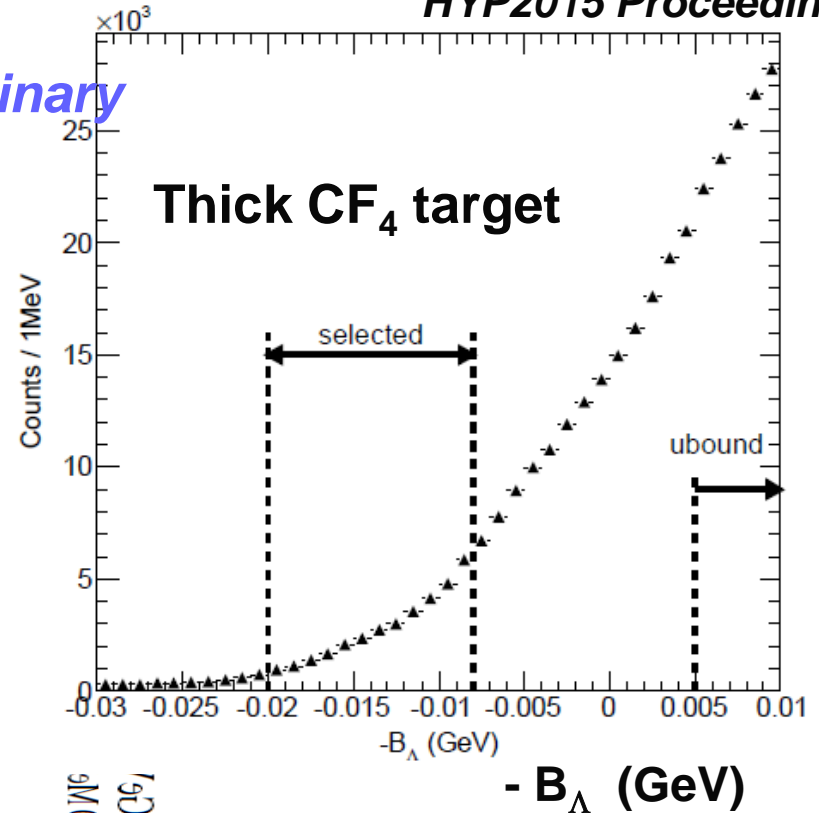 HYP2015 Proceedin
×10³
inary
25
Thick CF₄ target
20
Counts / 1MeV
selected
15
ubound
10
5
0
-0.03 -0.025 -0.02 -0.015 -0.01 -0.005 0 0.005 0.01
-B_Λ (GeV)
- B_Λ (GeV)